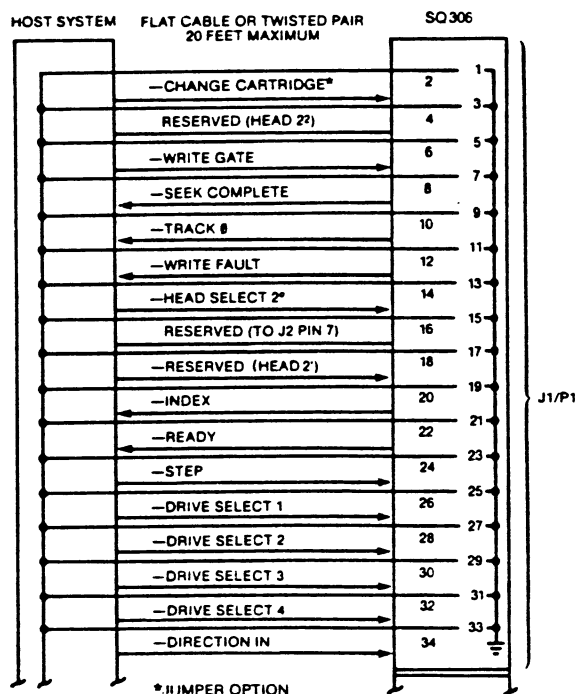 HOST SYSTEM
FLAT CABLE OR TWISTED PAIR
20 FEET MAXIMUM
SQ306
1
–CHANGE CARTRIDGE*
2
3
RESERVED (HEAD 2²)
4
5
–WRITE GATE
6
7
–SEEK COMPLETE
8
9
–TRACK 0
10
11
–WRITE FAULT
12
13
–HEAD SELECT 2⁰
14
15
RESERVED (TO J2 PIN 7)
16
17
–RESERVED (HEAD 2¹)
18
19
–INDEX
20
21
–READY
22
23
–STEP
24
25
–DRIVE SELECT 1
26
27
–DRIVE SELECT 2
28
29
–DRIVE SELECT 3
30
31
–DRIVE SELECT 4
32
33
–DIRECTION IN
34
J1/P1
*JUMPER OPTION